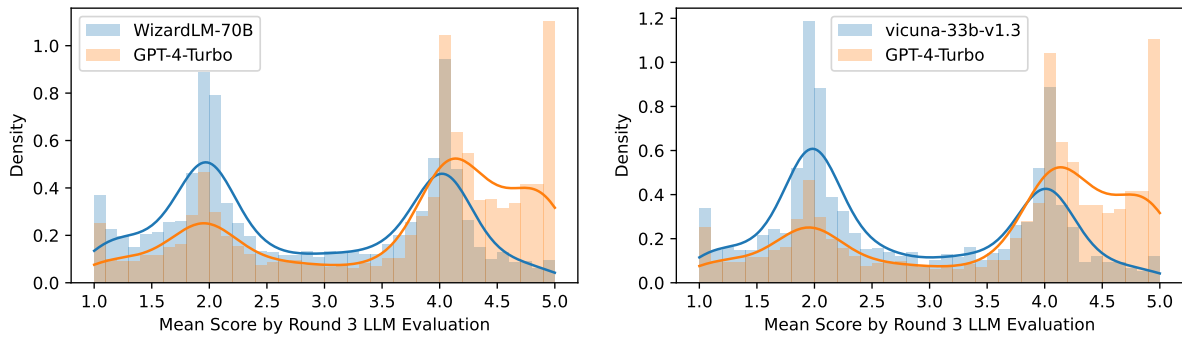 WizardLM-70B
GPT-4-Turbo
Density
1.0
0.8
0.6
0.4
0.2
0.0
1.0 1.5 2.0 2.5 3.0 3.5 4.0 4.5 5.0
Mean Score by Round 3 LLM Evaluation
vicuna-33b-v1.3
GPT-4-Turbo
Density
1.2
1.0
0.8
0.6
0.4
0.2
0.0
1.0 1.5 2.0 2.5 3.0 3.5 4.0 4.5 5.0
Mean Score by Round 3 LLM Evaluation